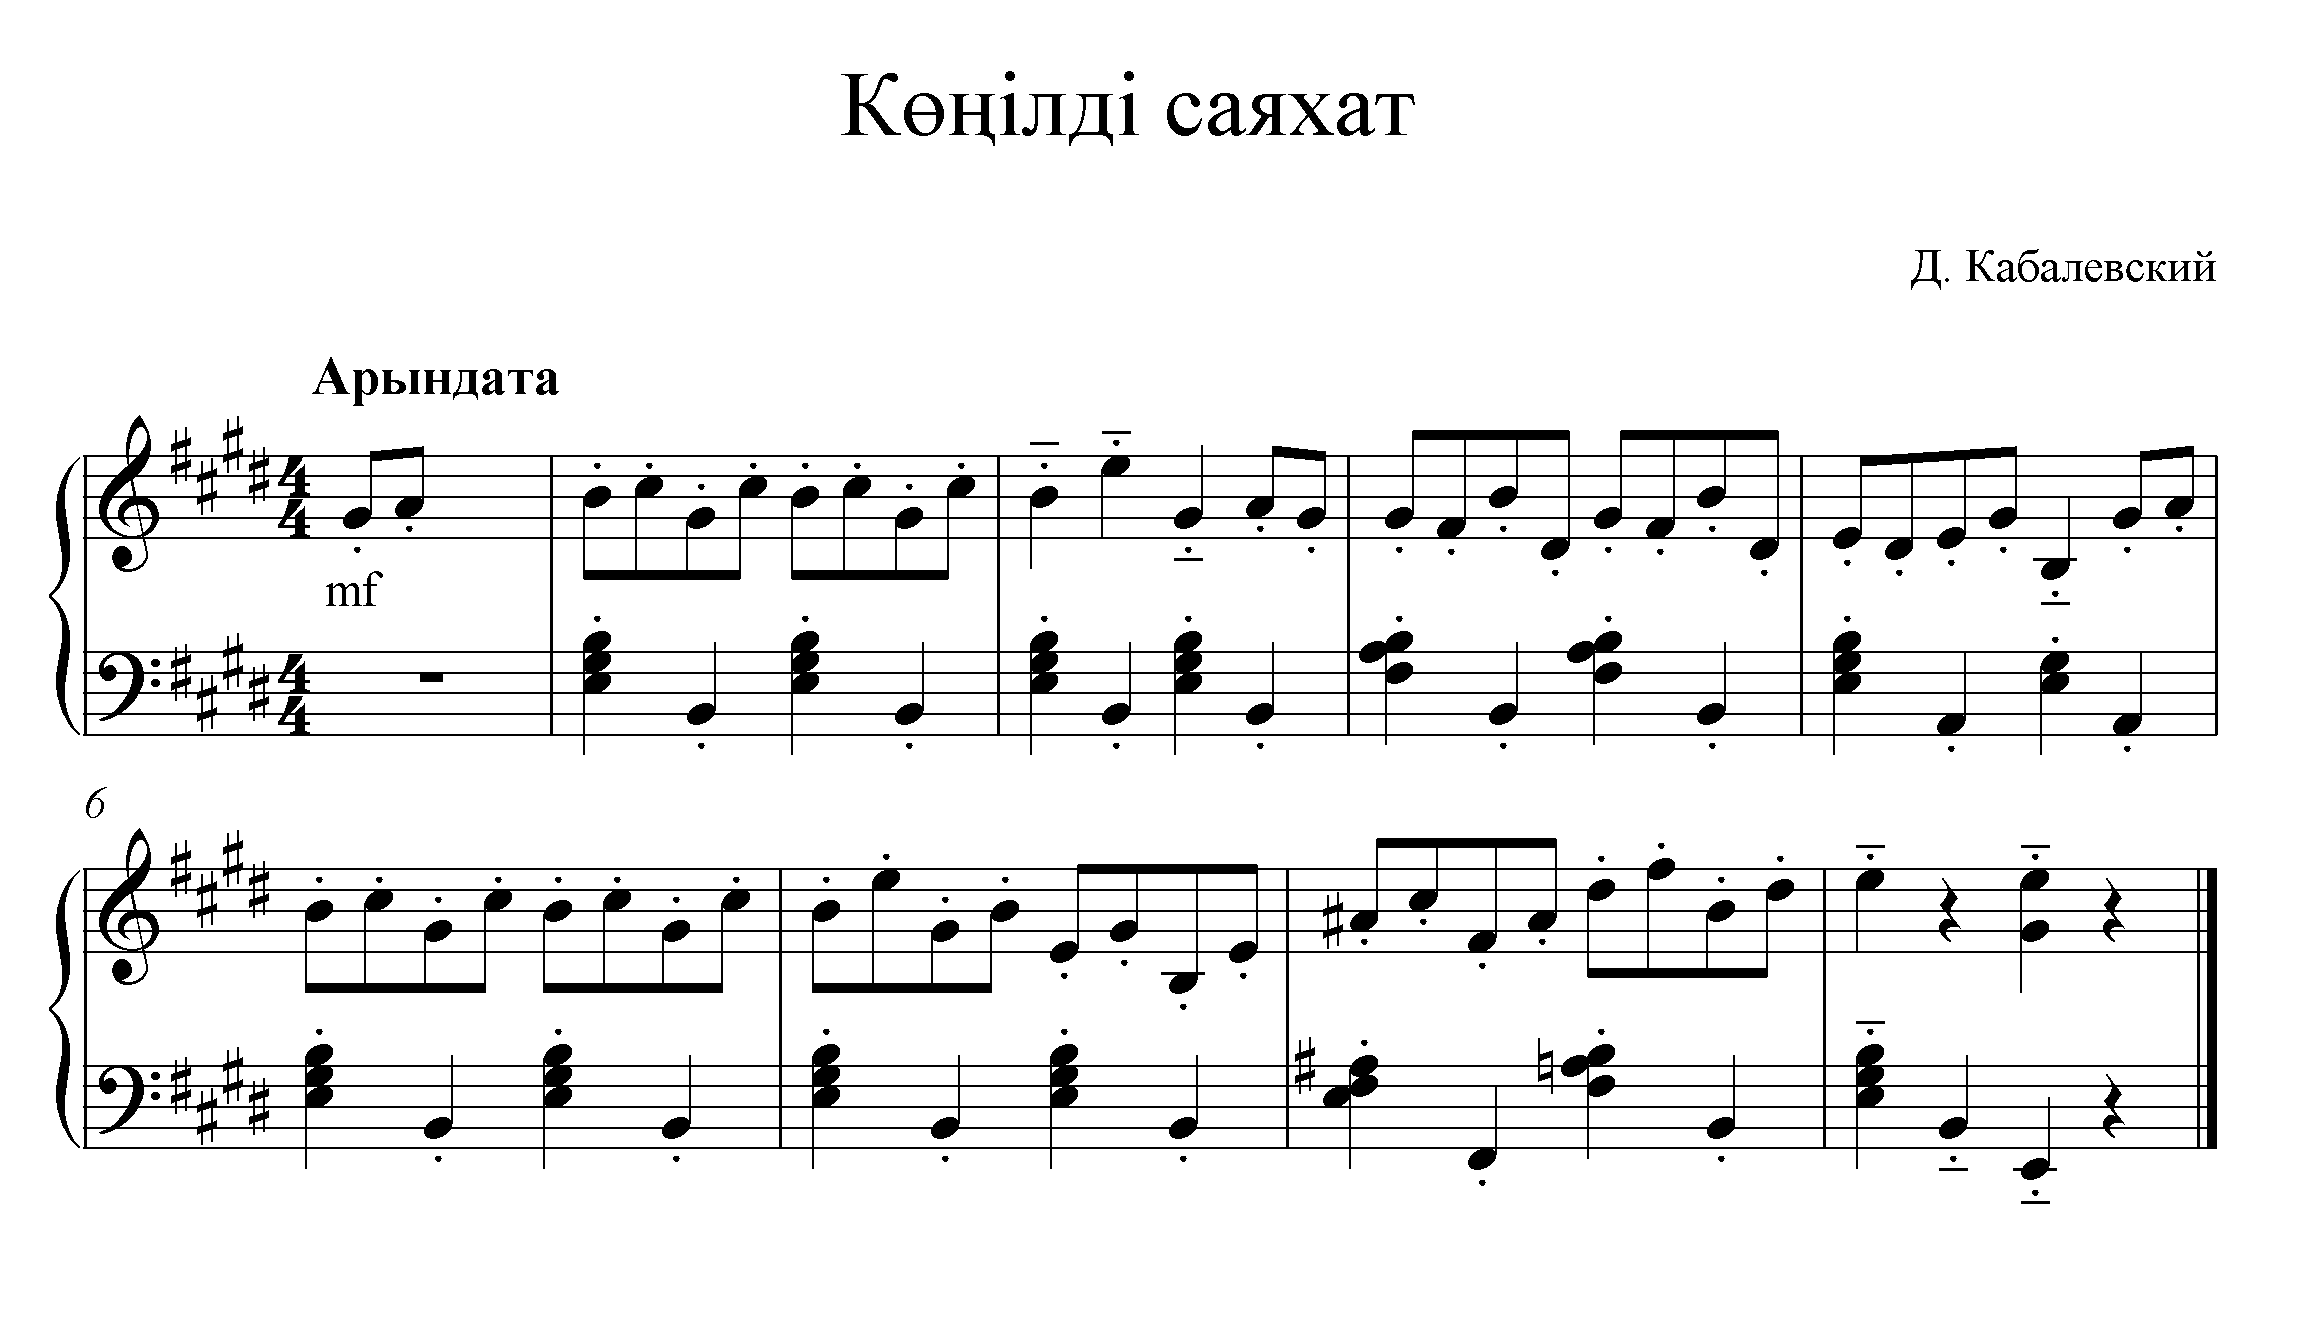 Көңілді саяхат
Д. Кабалевский
Арындата
mf
6